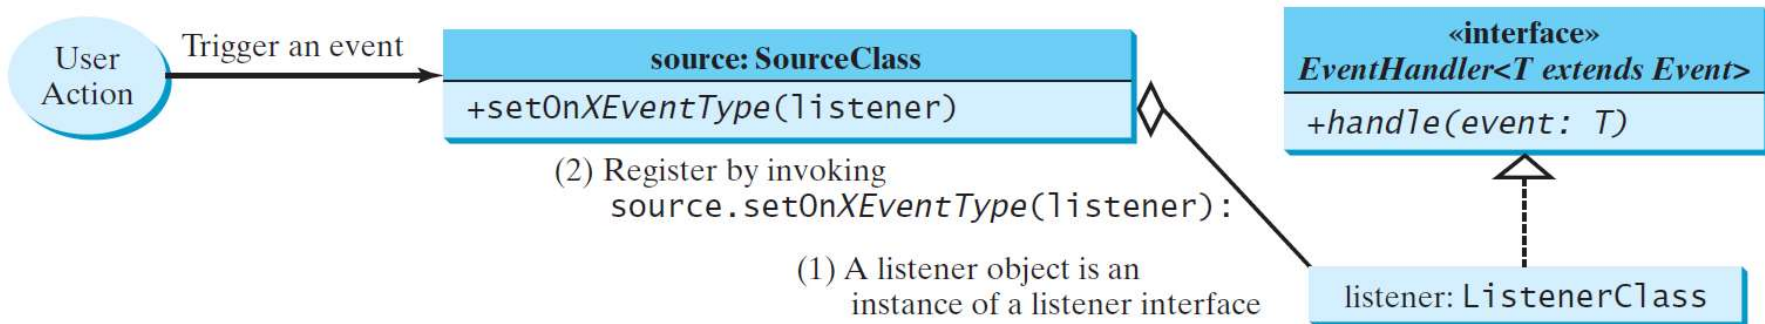 User
Action
Trigger an event
source: SourceClass
+setOnXEventType(listener)
(2) Register by invoking
source.setOnXEventType(listener):
(1) A listener object is an
instance of a listener interface
«interface»
EventHandler<T extends Event>
+handle(event: T)
listener: ListenerClass